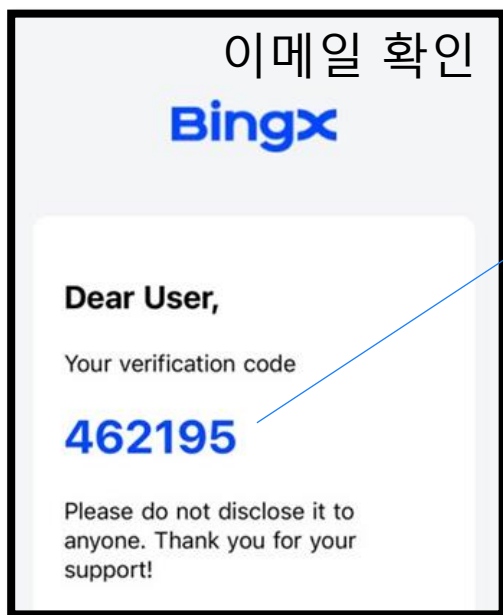 이메일 확인
BingX
Dear User,
Your verification code
462195
Please do not disclose it to
anyone. Thank you for your
support!